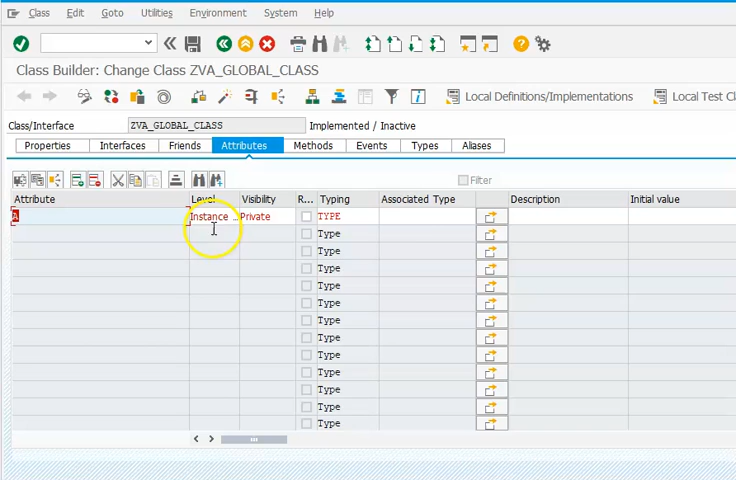 Class Edit Goto Utilities Environment System Help
Class Builder: Change Class ZVA_GLOBAL_CLASS
Local Definitions/Implementations Local Test C
Class/Interface ZVA_GLOBAL_CLASS Implemented / Inactive
Properties Interfaces Friends Attributes Methods Events Types Aliases
Filter
Attribute Level Visibility R... Typing Associated Type Description Initial value
A Instance ... Private TYPE
Type
Type
Type
Type
Type
Type
Type
Type
Type
Type
Type
Type